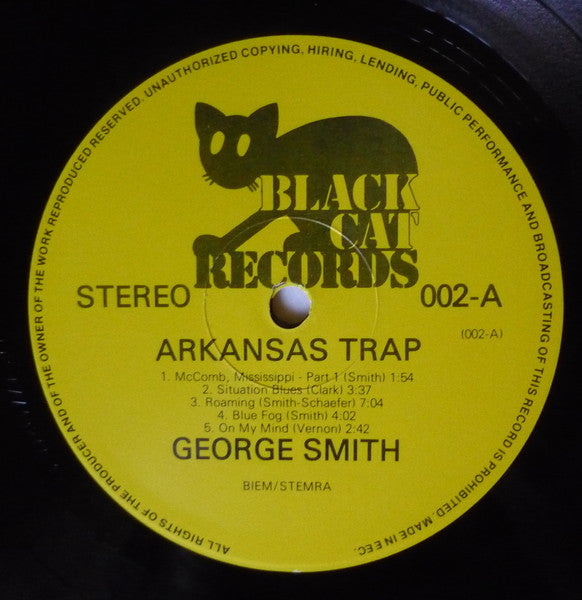 ALL RIGHTS OF THE PRODUCER AND OF THE OWNER OF THE WORK REPRODUCED RESERVED. UNAUTHORIZED COPYING, HIRING, LENDING, PUBLIC PERFORMANCE AND BROADCASTING OF THIS RECORD IS PROHIBITED. MADE IN EEC.
BLACK
CAT
RECORDS
STEREO 002-A
(002-A)
ARKANSAS TRAP
1. McComb, Mississippi - Part 1 (Smith) 1:54
2. Situation Blues (Clark) 3:37
3. Roaming (Smith-Schaefer) 7:04
4. Blue Fog (Smith) 4:02
5. On My Mind (Vernon) 2:42
GEORGE SMITH
BIEM/STEMRA